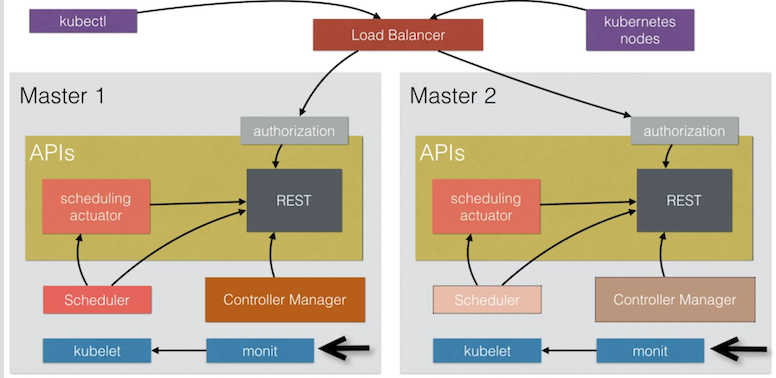 kubectl
kubernetes
nodes
Load Balancer
Master 1
authorization
APIs
scheduling
actuator
REST
Scheduler
Controller Manager
kubelet
monit
Master 2
authorization
APIs
scheduling
actuator
REST
Scheduler
Controller Manager
kubelet
monit